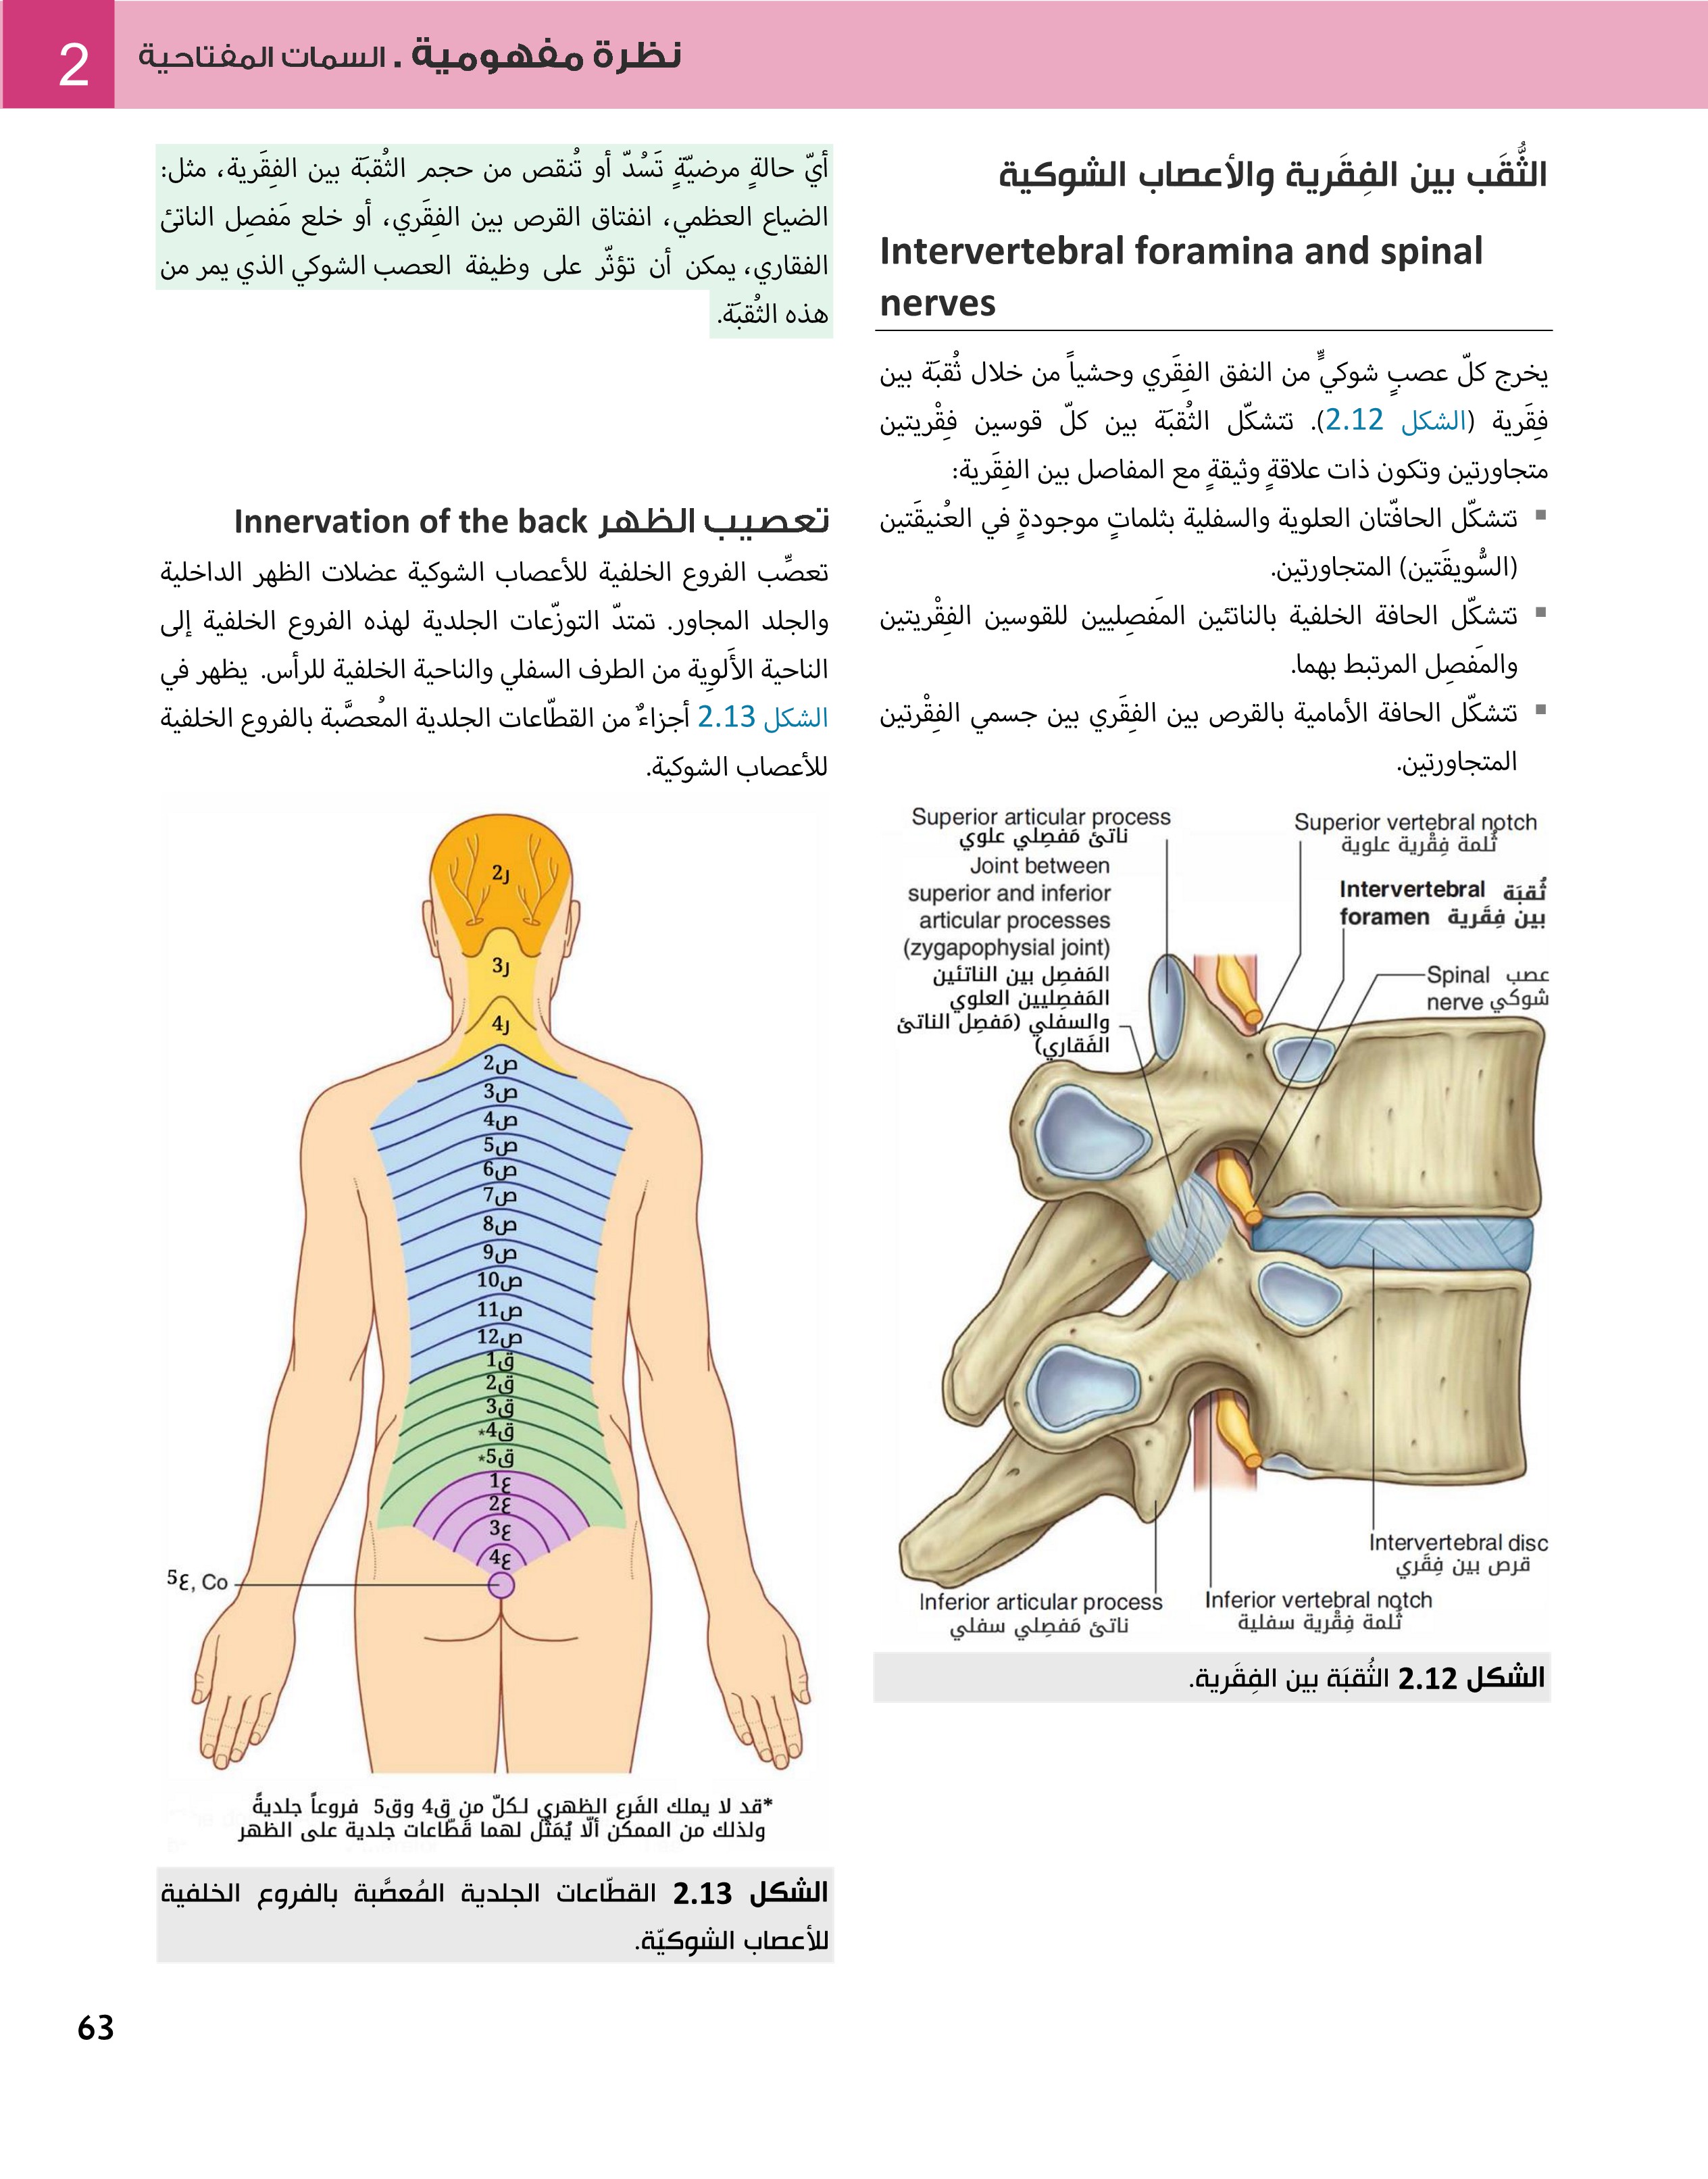 2
نظرة مفهومية . السمات المفتاحية
الثُّقَب بين الفِقَرية والأعصاب الشوكية
Intervertebral foramina and spinal
nerves
يخرج كلّ عصبٍ شوكيٍّ من النفق الفِقَري وحشياً من خلال ثُقبَة بين
فِقَرية (الشكل 2.12). تتشكّل الثُقبَة بين كلّ قوسين فِقْريتين
متجاورتين وتكون ذات علاقةٍ وثيقةٍ مع المفاصل بين الفِقَرية:
▪ تتشكّل الحافّتان العلوية والسفلية بثلماتٍ موجودةٍ في العُنيقَتين
(السُّويقَتين) المتجاورتين.
▪ تتشكّل الحافة الخلفية بالناتئين المَفصِليين للقوسين الفِقْريتين
والمَفصِل المرتبط بهما.
▪ تتشكّل الحافة الأمامية بالقرص بين الفِقَري بين جسمي الفِقْرتين
المتجاورتين.
Superior articular process
ناتئ مَفصِلي علوي
Joint between
superior and inferior
articular processes
(zygapophysial joint)
المَفصِل بين الناتئين
المَفصِليين العلوي
والسفلي (مَفصِل الناتئ
الفَقاري)
Superior vertebral notch
ثُلمة فِقْرية علوية
Intervertebral ثُقبَة
foramen بين فِقَرية
Spinal عصب
nerve شوكي
Intervertebral disc
قرص بين فِقَري
Inferior articular process
ناتئ مَفصِلي سفلي
Inferior vertebral notch
ثُلمة فِقْرية سفلية
الشكل 2.12 الثُقبَة بين الفِقَرية.
أيّ حالةٍ مرضيّةٍ تَسُدّ أو تُنقص من حجم الثُقبَة بين الفِقَرية، مثل:
الضياع العظمي، انفتاق القرص بين الفِقَري، أو خلع مَفصِل الناتئ
الفقاري، يمكن أن تؤثّر على وظيفة العصب الشوكي الذي يمر من
هذه الثُقبَة.
تعصيب الظهر Innervation of the back
تعصِّب الفروع الخلفية للأعصاب الشوكية عضلات الظهر الداخلية
والجلد المجاور. تمتدّ التوزّعات الجلدية لهذه الفروع الخلفية إلى
الناحية الأَلوِية من الطرف السفلي والناحية الخلفية للرأس. يظهر في
الشكل 2.13 أجزاءٌ من القطّاعات الجلدية المُعصَّبة بالفروع الخلفية
للأعصاب الشوكية.
ر2
ر3
ر4
ص2
ص3
ص4
ص5
ص6
ص7
ص8
ص9
ص10
ص11
ص12
ق1
ق2
ق3
ق4*
ق5*
ع1
ع2
ع3
ع4
ع5, Co
*قد لا يملك الفَرع الظهري لكلّ من ق4 وق5 فروعاً جلديةً
ولذلك من الممكن ألّا يُمَثَّل لهما قَطّاعات جلدية على الظهر
الشكل 2.13 القطّاعات الجلدية المُعصَّبة بالفروع الخلفية
للأعصاب الشوكيّة.
63